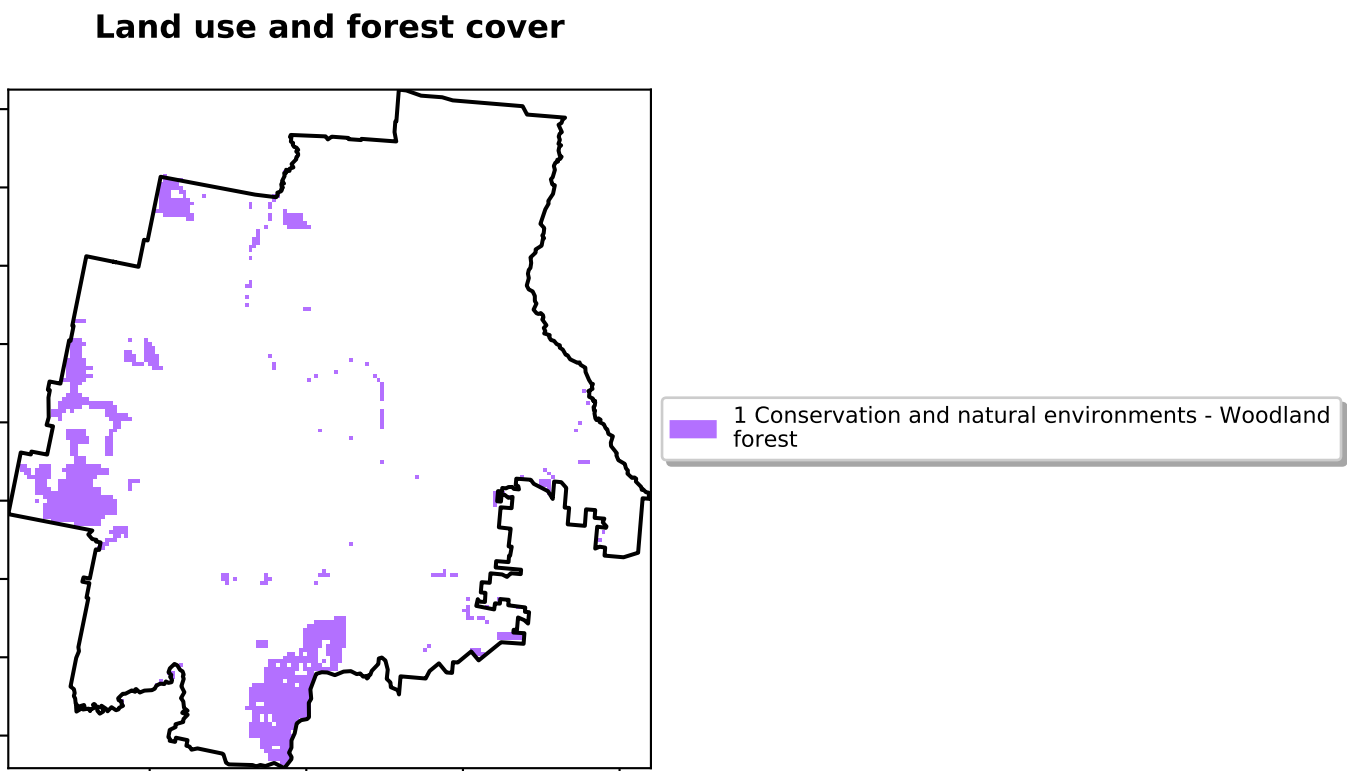 Land use and forest cover
1 Conservation and natural environments - Woodland
forest